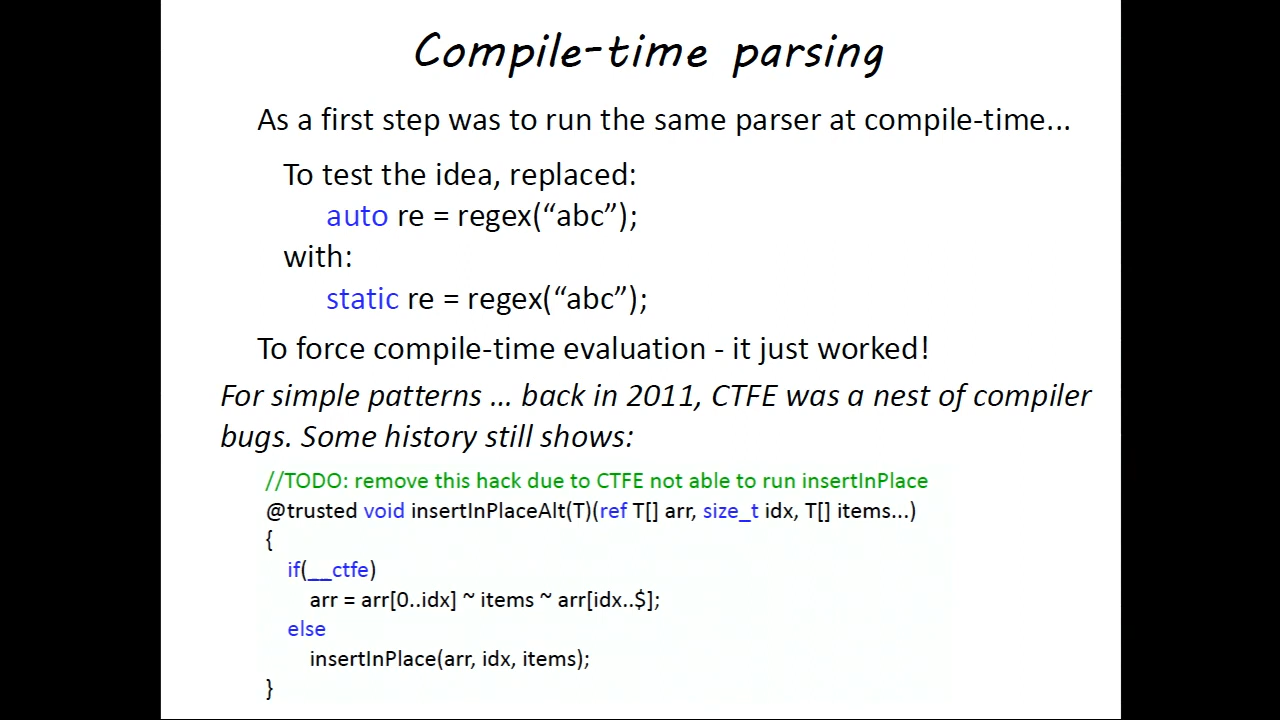 Compile-time parsing
As a first step was to run the same parser at compile-time...
To test the idea, replaced:
auto re = regex(“abc”);
with:
static re = regex(“abc”);
To force compile-time evaluation - it just worked!
For simple patterns ... back in 2011, CTFE was a nest of compiler
bugs. Some history still shows:
//TODO: remove this hack due to CTFE not able to run insertInPlace
@trusted void insertInPlaceAlt(T)(ref T[] arr, size_t idx, T[] items...)
{
if(__ctfe)
arr = arr[0..idx] ~ items ~ arr[idx..$];
else
insertInPlace(arr, idx, items);
}